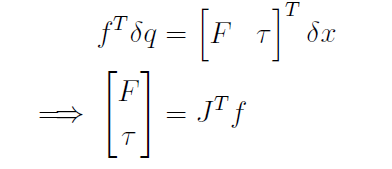 f^T δq = [F τ]^T δx
⟹ [F; τ] = J^T f